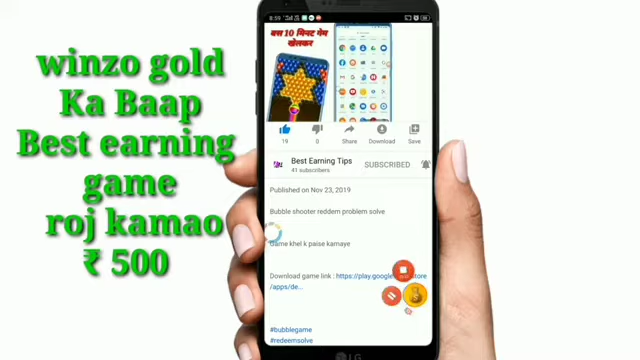 winzo gold
Ka Baap
Best earning
game
roj kamao
₹ 500
8:59
बस 10 मिनट गेम
खेलकर
19
0
Share
Download
Save
Best Earning Tips
SUBSCRIBED
41 subscribers
Published on Nov 23, 2019
Bubble shooter reddem problem solve
Game khel k paise kamaye
Download game link : https://play.google
store
/apps/de...
#bubblegame
#redeemsolve
LG